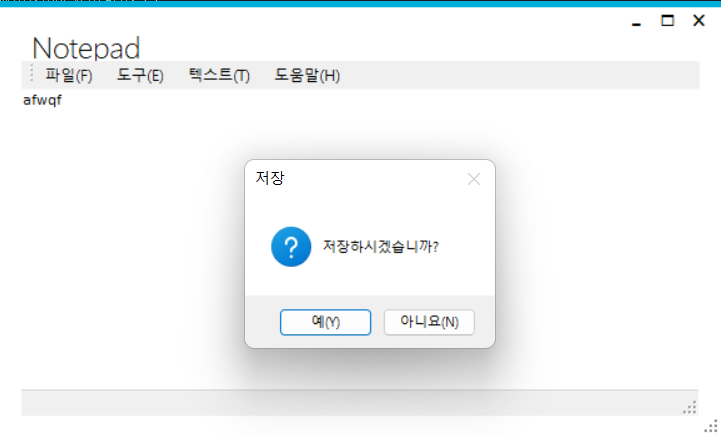 Notepad
파일(F) 도구(E) 텍스트(T) 도움말(H)
afwqf
저장
저장하시겠습니까?
예(Y) 아니요(N)